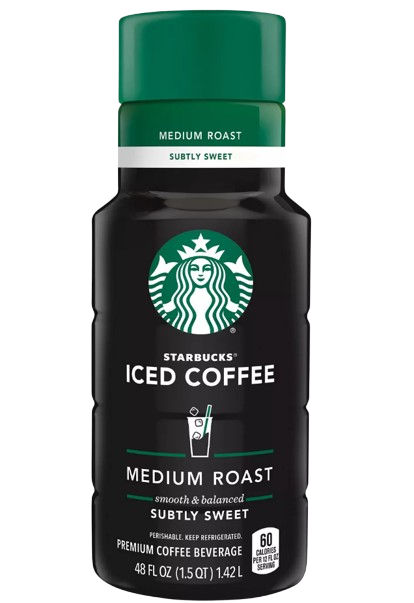 MEDIUM ROAST
SUBTLY SWEET
®
STARBUCKS®
ICED COFFEE
MEDIUM ROAST
smooth & balanced
SUBTLY SWEET
PERISHABLE. KEEP REFRIGERATED.
PREMIUM COFFEE BEVERAGE
48 FL OZ (1.5 QT) 1.42 L
60
CALORIES
PER 12 FL OZ
SERVING